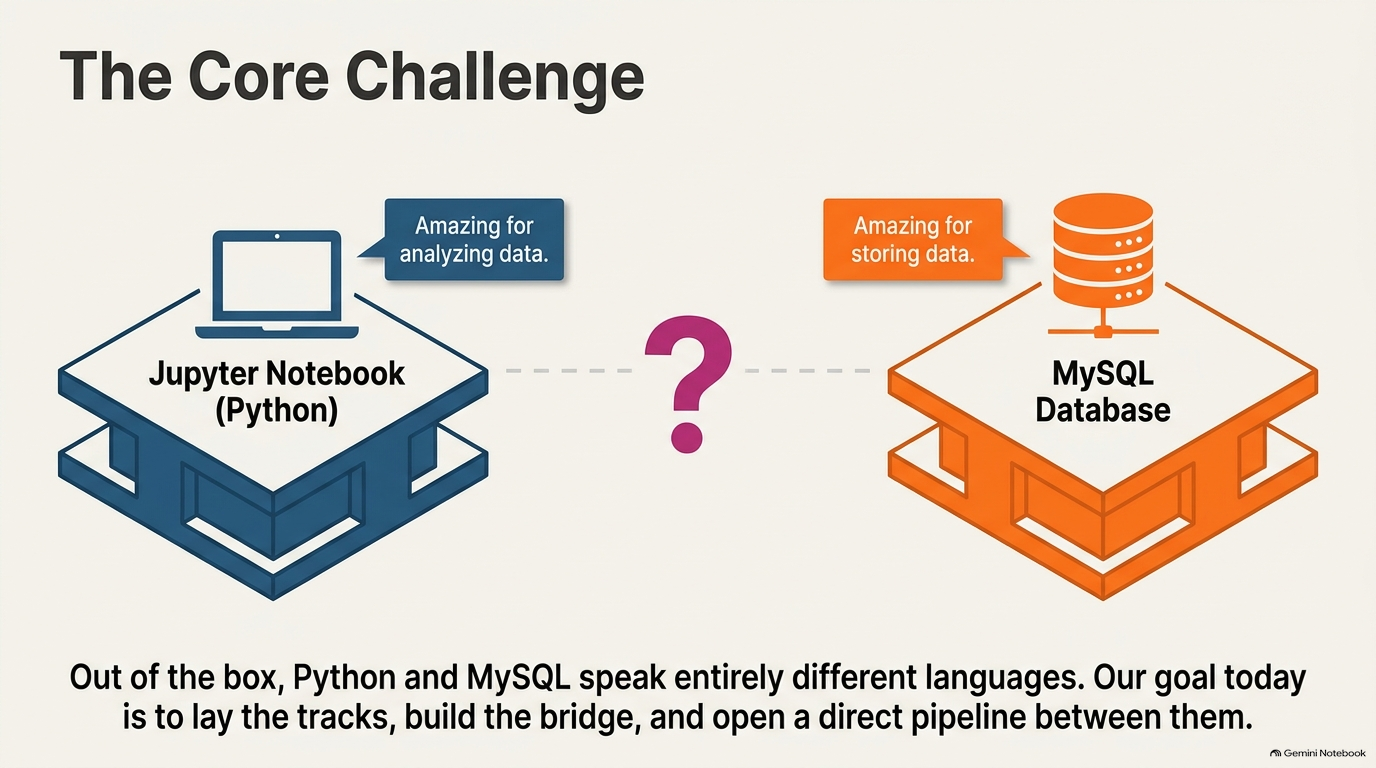 The Core Challenge
Amazing for
analyzing data.
Amazing for
storing data.
Jupyter Notebook
(Python)
?
MySQL
Database
Out of the box, Python and MySQL speak entirely different languages. Our goal today
is to lay the tracks, build the bridge, and open a direct pipeline between them.
Gemini Notebook